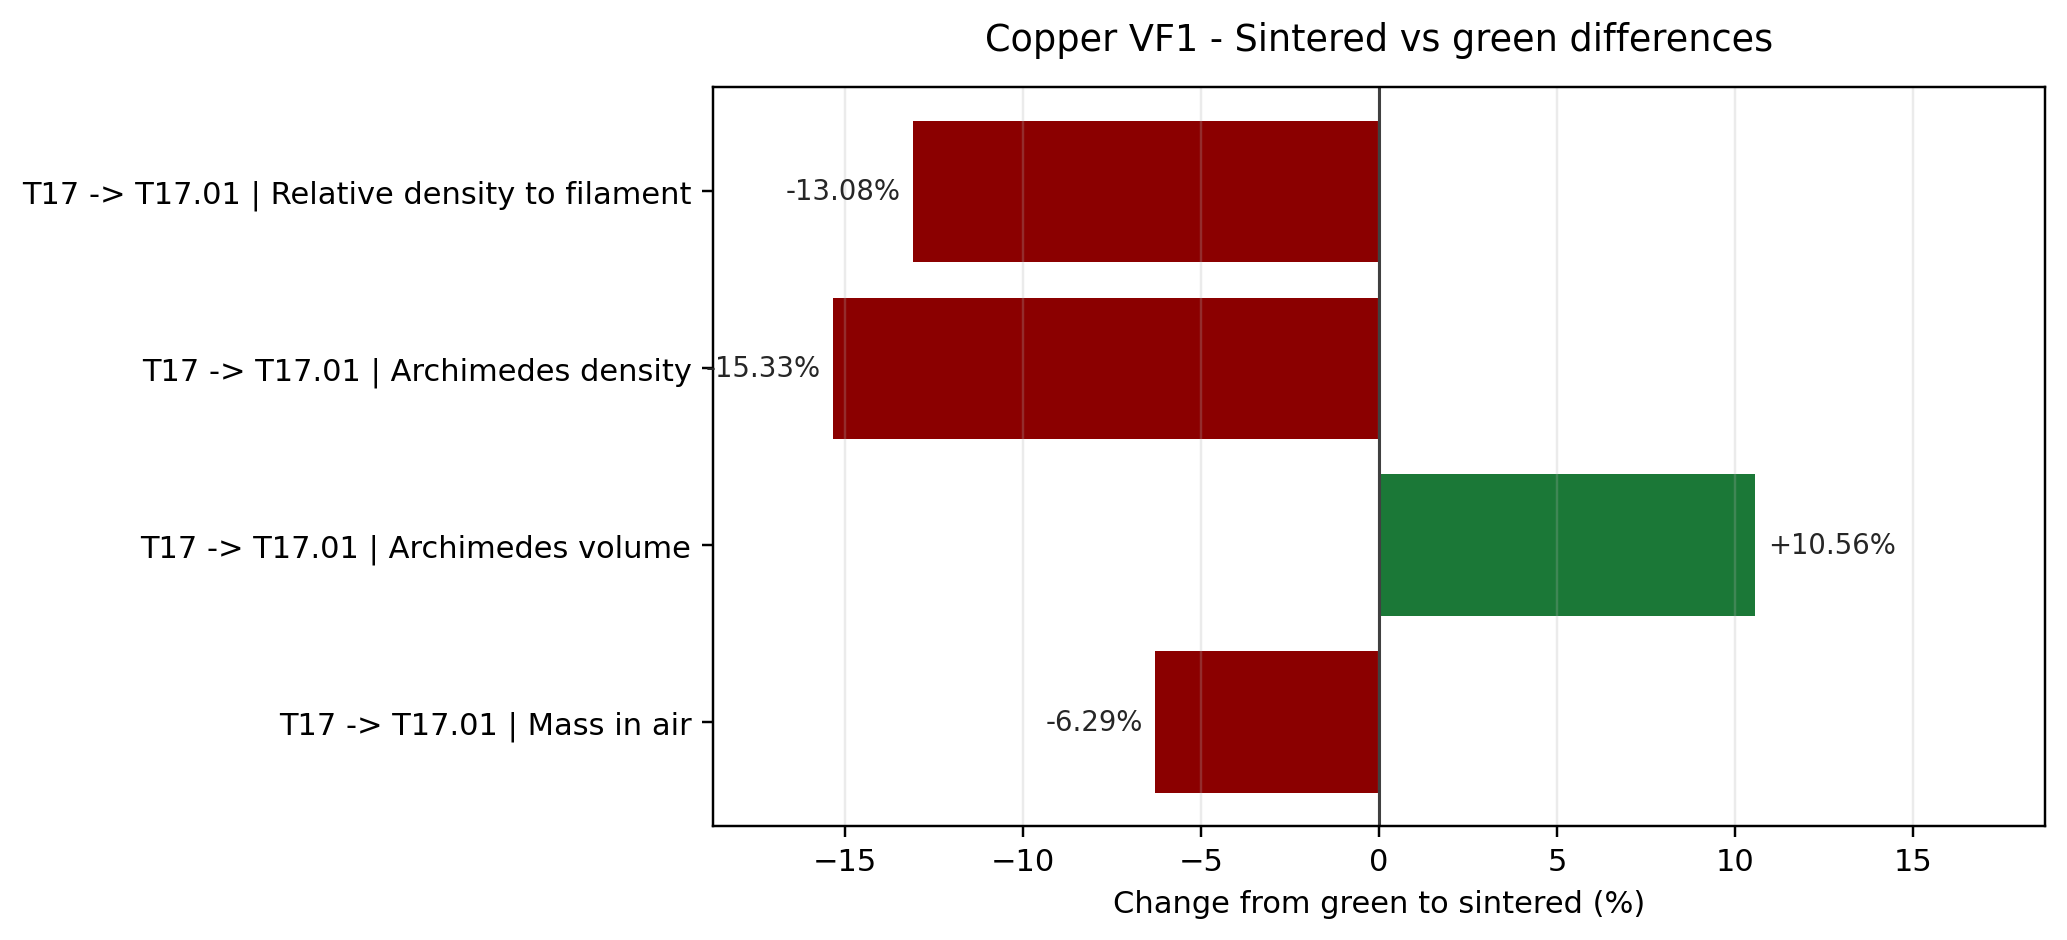 Copper VF1 - Sintered vs green differences
T17 -> T17.01 | Relative density to filament
-13.08%
T17 -> T17.01 | Archimedes density
-15.33%
T17 -> T17.01 | Archimedes volume
+10.56%
T17 -> T17.01 | Mass in air
-6.29%
−15 −10 −5 0 5 10 15
Change from green to sintered (%)